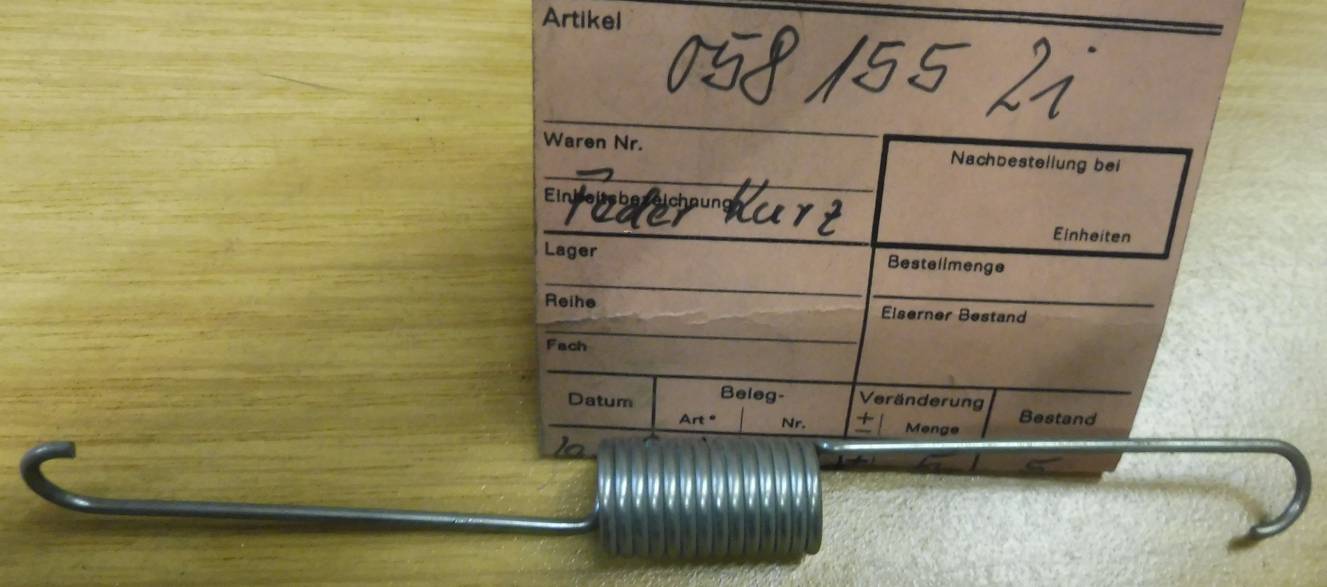 Artikel
058 155 2i
Waren Nr.
Nachbestellung bei
Einheitsbezeichnung
Feder Kurz
Einheiten
Lager
Bestellmenge
Reihe
Eiserner Bestand
Fach
Datum Beleg- Veränderung Bestand
Art* Nr. ± Menge